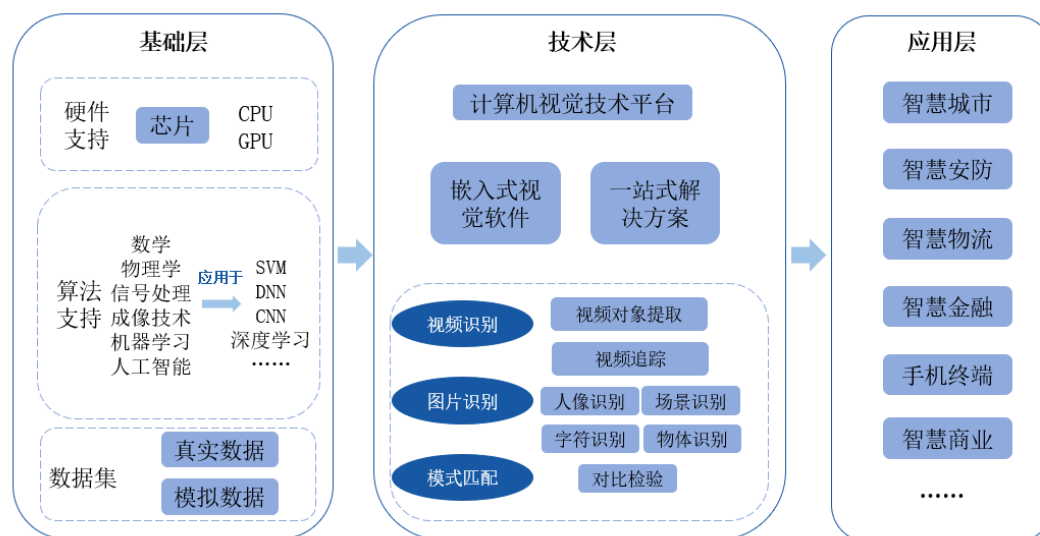 基础层
硬件
支持
芯片
CPU
GPU
算法
支持
数学
物理学
信号处理
成像技术
机器学习
人工智能
应用于
SVM
DNN
CNN
深度学习
……
数据集
真实数据
模拟数据
技术层
计算机视觉技术平台
嵌入式视
觉软件
一站式解
决方案
视频识别
视频对象提取
视频追踪
图片识别
人像识别
场景识别
字符识别
物体识别
模式匹配
对比检验
应用层
智慧城市
智慧安防
智慧物流
智慧金融
手机终端
智慧商业
……